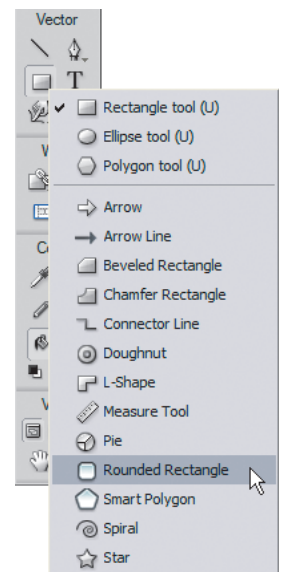 Vector
T
Rectangle tool (U)
Ellipse tool (U)
Polygon tool (U)
Arrow
Arrow Line
Beveled Rectangle
Chamfer Rectangle
Connector Line
Doughnut
L-Shape
Measure Tool
Pie
Rounded Rectangle
Smart Polygon
Spiral
Star